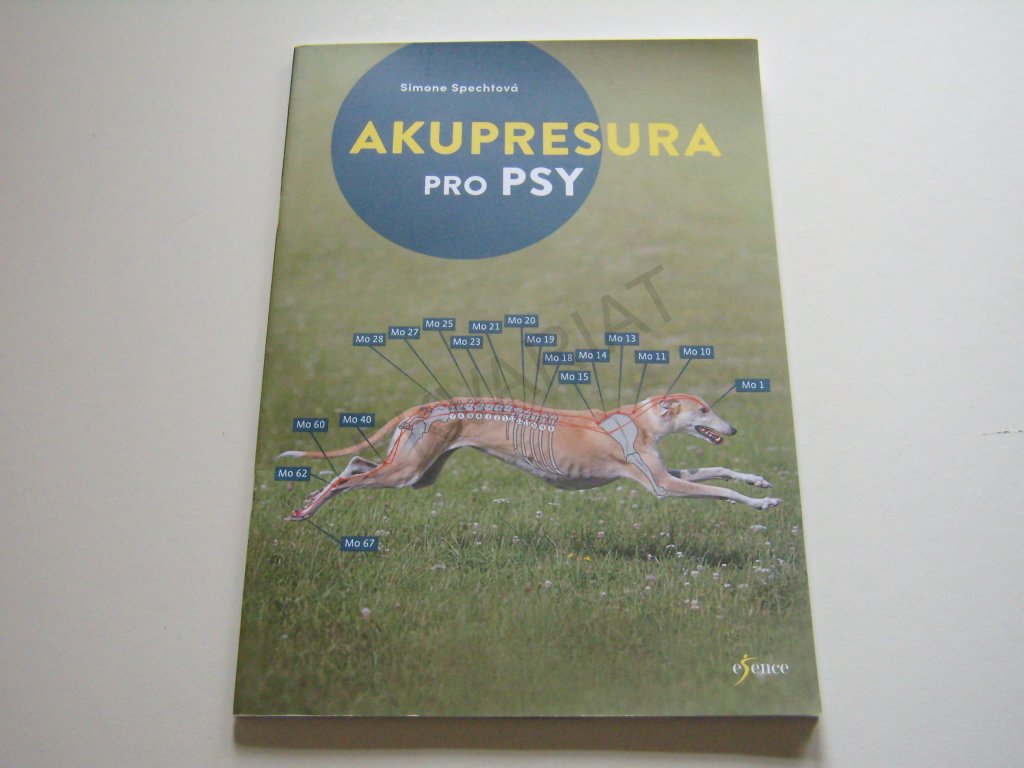 Simone Spechtová
AKUPRESURA
PRO PSY
Mo 28
Mo 27
Mo 25
Mo 23
Mo 21
Mo 20
Mo 19
Mo 18
Mo 15
Mo 14
Mo 13
Mo 11
Mo 10
Mo 1
Mo 60
Mo 40
Mo 62
Mo 67
esence